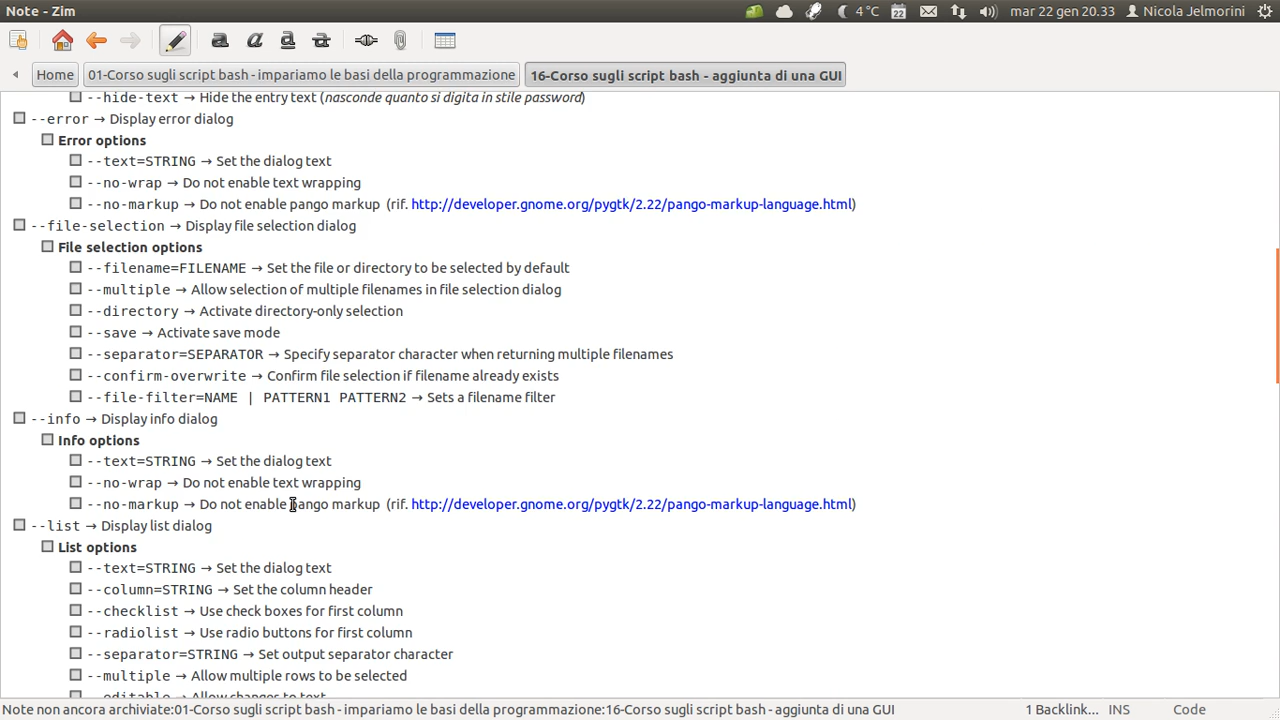 Note - Zim
4 °C
22
mar 22 gen 20.33
Nicola Jelmorini
a a a a
Home
01-Corso sugli script bash - impariamo le basi della programmazione
16-Corso sugli script bash - aggiunta di una GUI
--hide-text → Hide the entry text (nasconde quanto si digita in stile password)
--error → Display error dialog
Error options
--text=STRING → Set the dialog text
--no-wrap → Do not enable text wrapping
--no-markup → Do not enable pango markup (rif. http://developer.gnome.org/pygtk/2.22/pango-markup-language.html)
--file-selection → Display file selection dialog
File selection options
--filename=FILENAME → Set the file or directory to be selected by default
--multiple → Allow selection of multiple filenames in file selection dialog
--directory → Activate directory-only selection
--save → Activate save mode
--separator=SEPARATOR → Specify separator character when returning multiple filenames
--confirm-overwrite → Confirm file selection if filename already exists
--file-filter=NAME | PATTERN1 PATTERN2 → Sets a filename filter
--info → Display info dialog
Info options
--text=STRING → Set the dialog text
--no-wrap → Do not enable text wrapping
--no-markup → Do not enable pango markup (rif. http://developer.gnome.org/pygtk/2.22/pango-markup-language.html)
--list → Display list dialog
List options
--text=STRING → Set the dialog text
--column=STRING → Set the column header
--checklist → Use check boxes for first column
--radiolist → Use radio buttons for first column
--separator=STRING → Set output separator character
--multiple → Allow multiple rows to be selected
--editable → Allow changes to text
Note non ancora archiviate:01-Corso sugli script bash - impariamo le basi della programmazione:16-Corso sugli script bash - aggiunta di una GUI
1 Backlink...
INS
Code